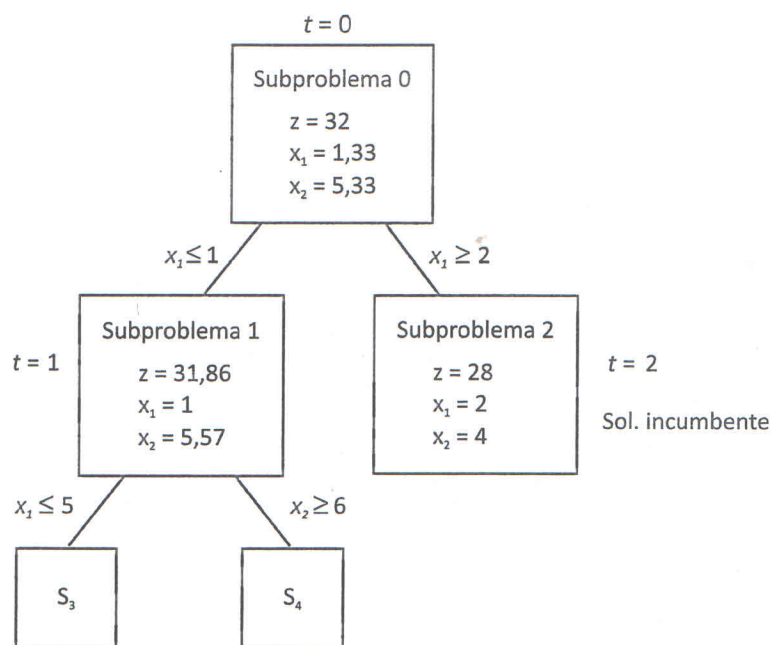 t = 0
Subproblema 0
z = 32
x₁ = 1,33
x₂ = 5,33
x₁ ≤ 1
x₁ ≥ 2
t = 1
Subproblema 1
z = 31,86
x₁ = 1
x₂ = 5,57
Subproblema 2
z = 28
x₁ = 2
x₂ = 4
t = 2
Sol. incumbente
x₁ ≤ 5
x₂ ≥ 6
S₃
S₄